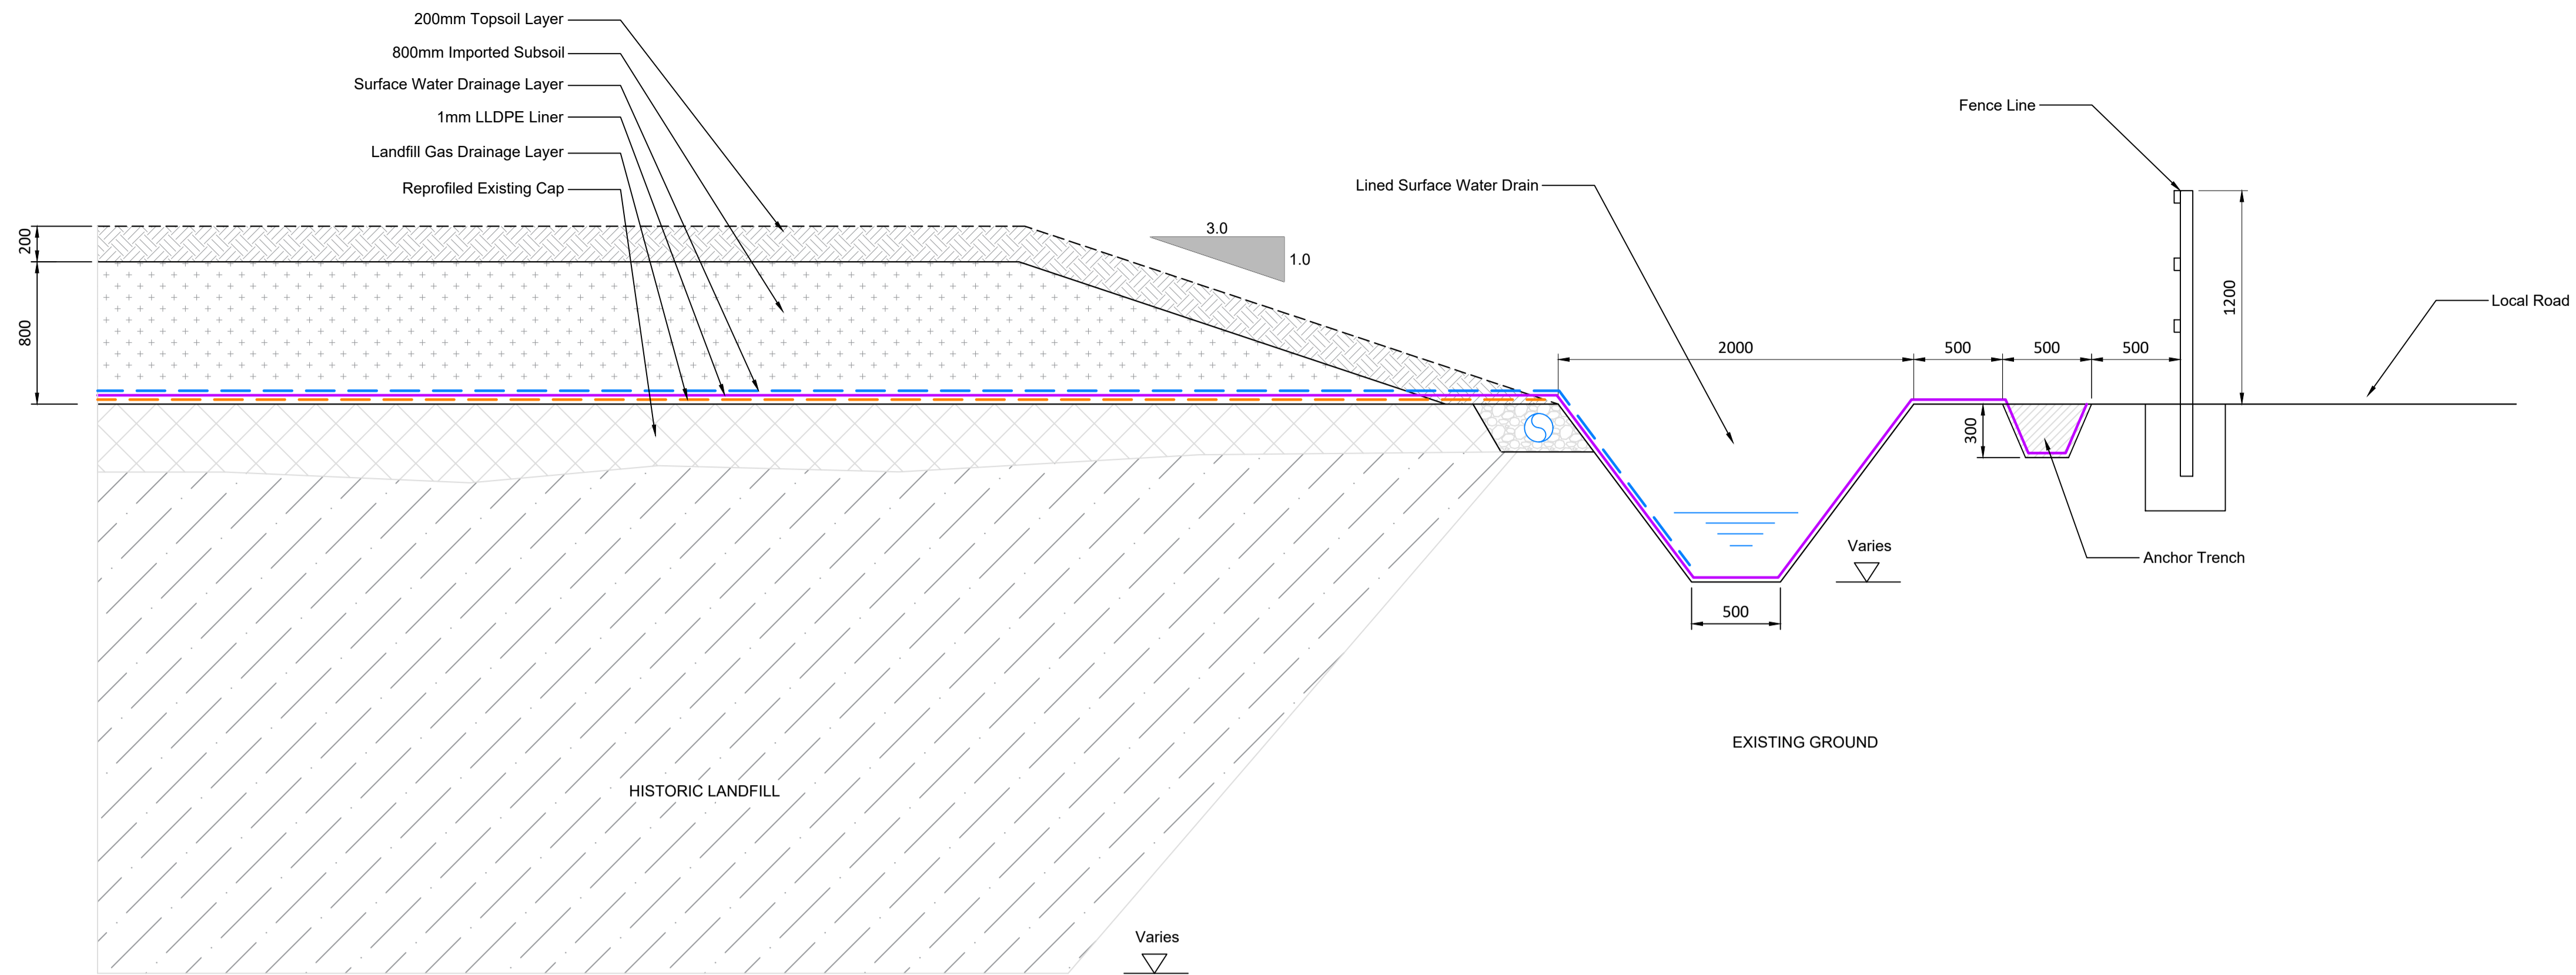 200mm Topsoil Layer
800mm Imported Subsoil
Surface Water Drainage Layer
1mm LLDPE Liner
Landfill Gas Drainage Layer
Reprofiled Existing Cap
Fence Line
Lined Surface Water Drain
200
800
3.0
1.0
1200
Local Road
2000
500
500
500
300
Varies
Anchor Trench
500
EXISTING GROUND
HISTORIC LANDFILL
Varies